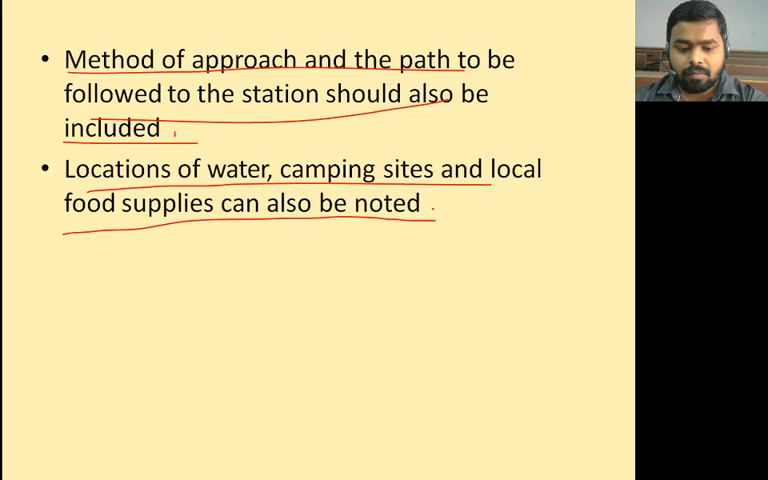 • Method of approach and the path to be
followed to the station should also be
included
• Locations of water, camping sites and local
food supplies can also be noted